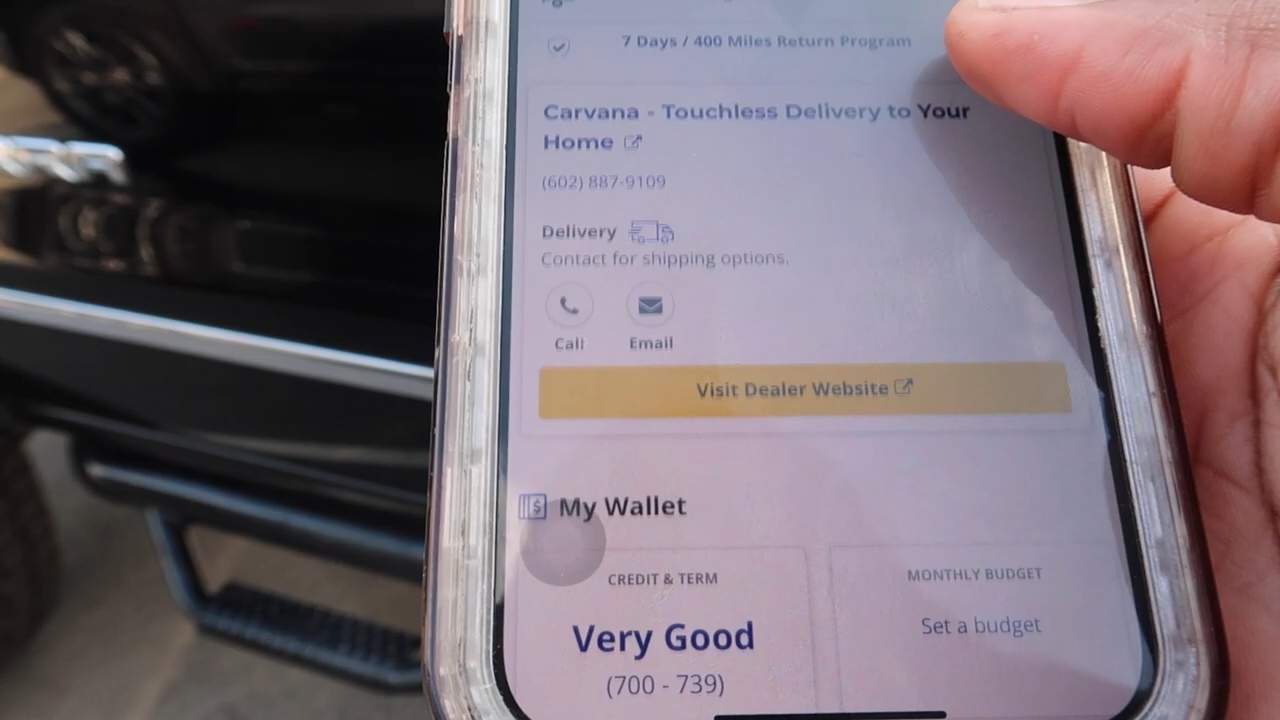 7 Days / 400 Miles Return Program
Carvana - Touchless Delivery to Your
Home
(602) 887-9109
Delivery
Contact for shipping options.
Call Email
Visit Dealer Website
$ My Wallet
CREDIT & TERM
MONTHLY BUDGET
Very Good
Set a budget
(700 - 739)